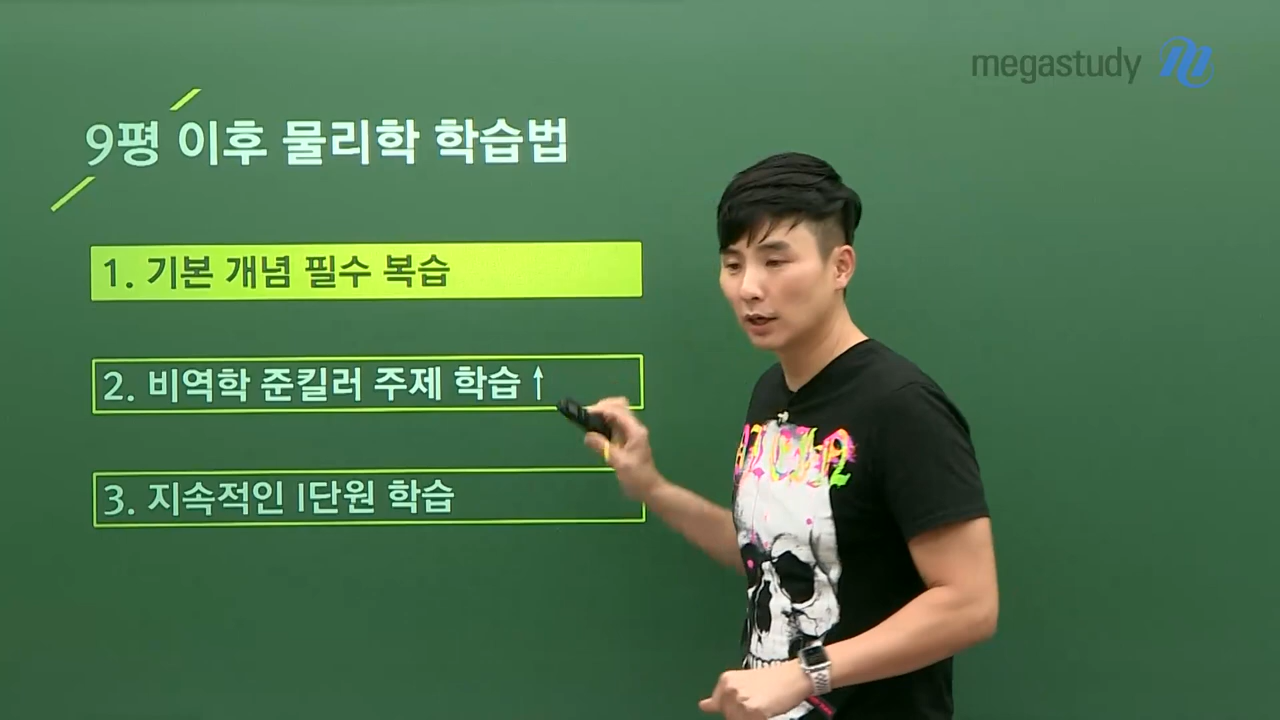 megastudy
9평 이후 물리학 학습법
1. 기본 개념 필수 복습
2. 비역학 준킬러 주제 학습↑
3. 지속적인 I단원 학습